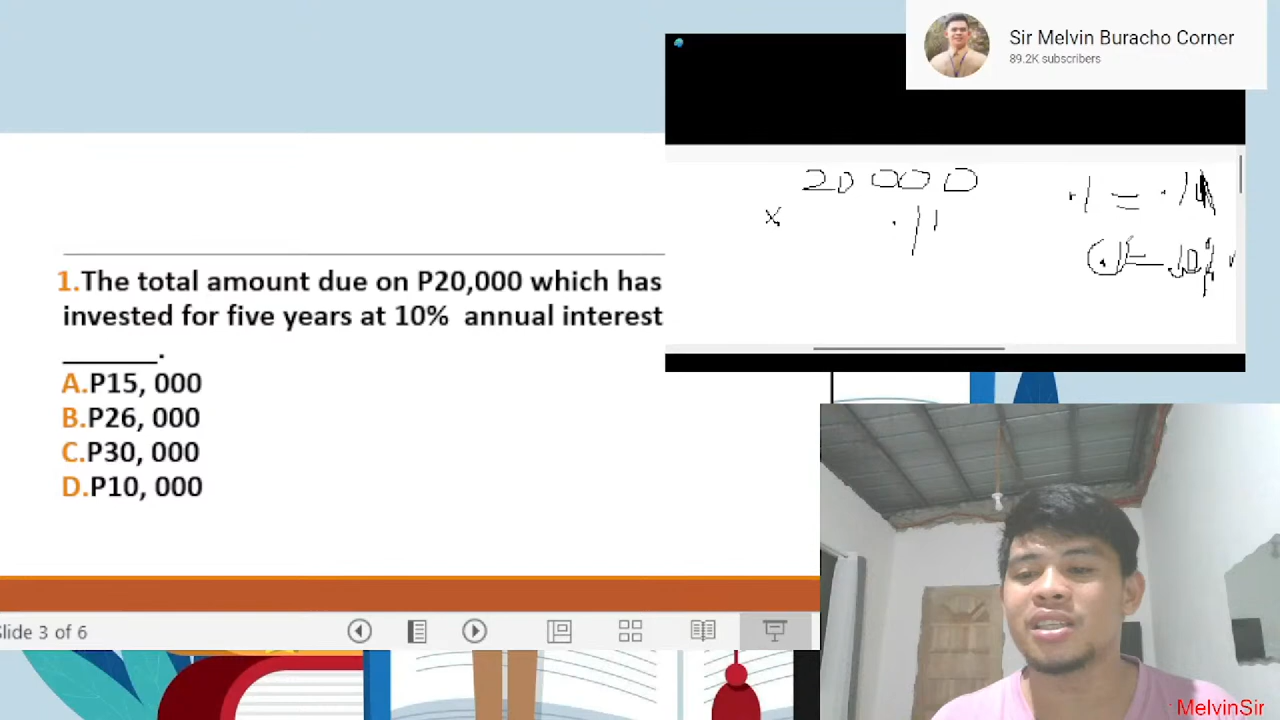 Sir Melvin Buracho Corner
89.2K subscribers
20 000
x .11
1.The total amount due on P20,000 which has
invested for five years at 10% annual interest
______.
A.P15, 000
B.P26, 000
C.P30, 000
D.P10, 000
Slide 3 of 6
MelvinSir